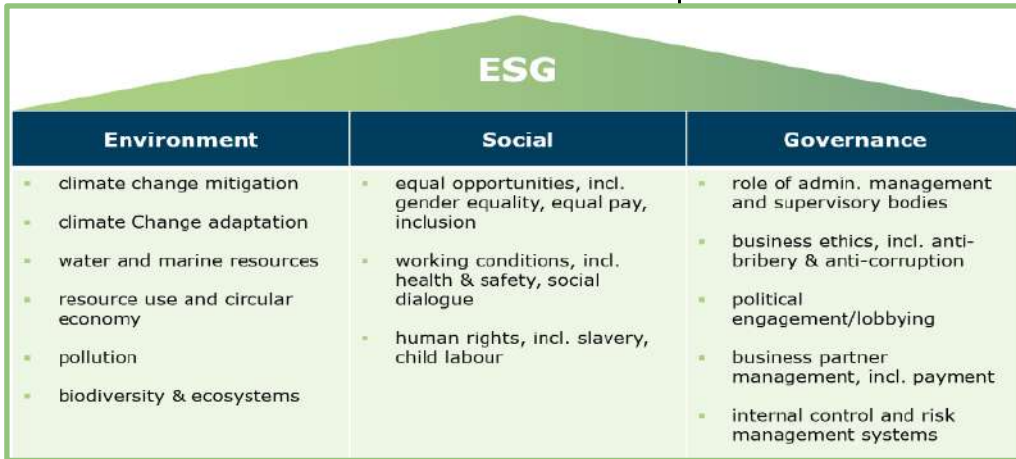 ESG
Environment
climate change mitigation
climate Change adaptation
water and marine resources
resource use and circular
economy
pollution
biodiversity & ecosystems
Social
equal opportunities, incl.
gender equality, equal pay,
inclusion
working conditions, incl.
health & safety, social
dialogue
human rights, incl. slavery,
child labour
Governance
role of admin. management
and supervisory bodies
business ethics, incl. anti-
bribery & anti-corruption
political
engagement/lobbying
business partner
management, incl. payment
internal control and risk
management systems